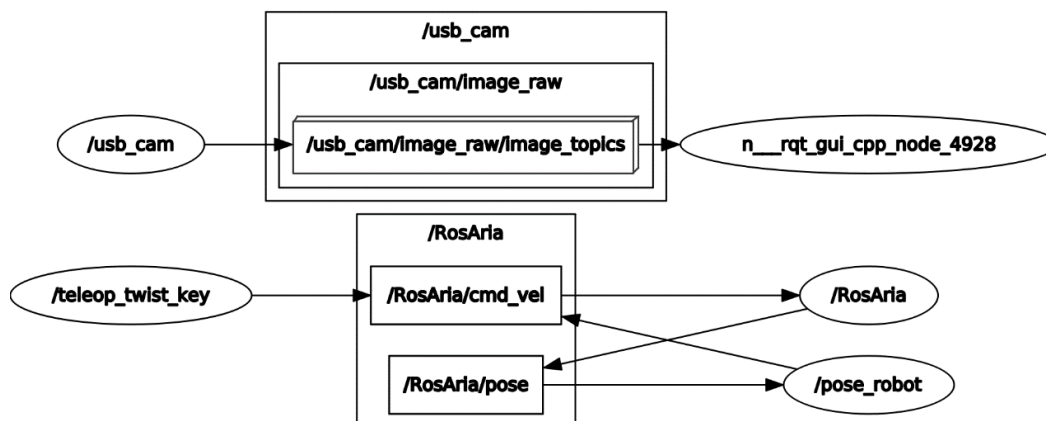 /usb_cam
/usb_cam/image_raw
/usb_cam
/usb_cam/image_raw/image_topics
n___rqt_gui_cpp_node_4928
/RosAria
/teleop_twist_key
/RosAria/cmd_vel
/RosAria
/RosAria/pose
/pose_robot